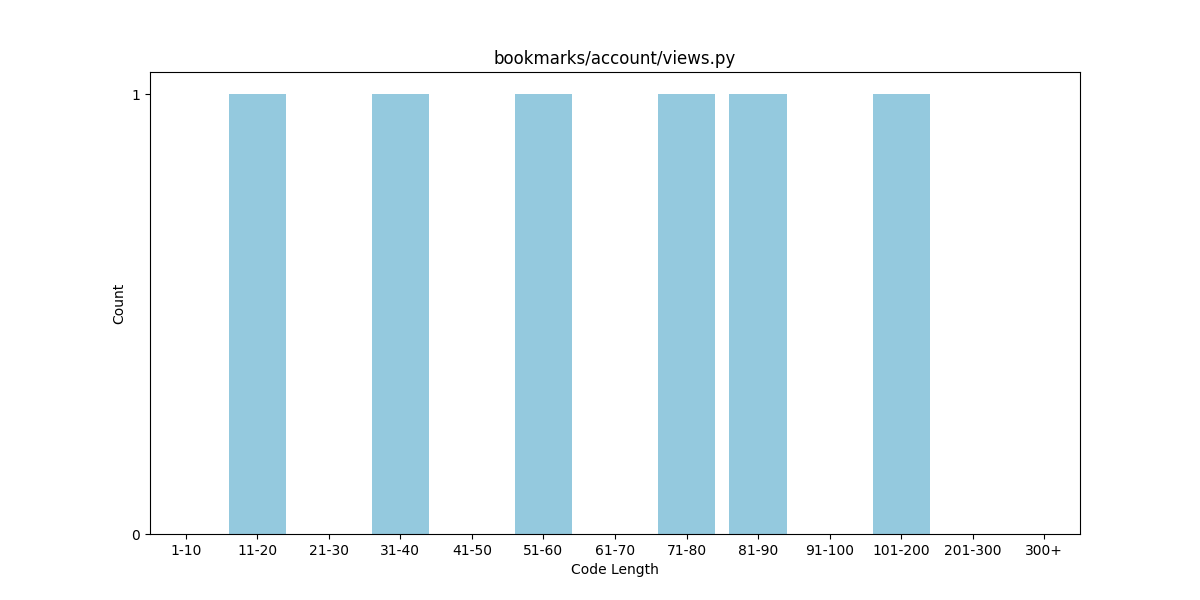 bookmarks/account/views.py
1
Count
0
1-10 11-20 21-30 31-40 41-50 51-60 61-70 71-80 81-90 91-100 101-200 201-300 300+
Code Length